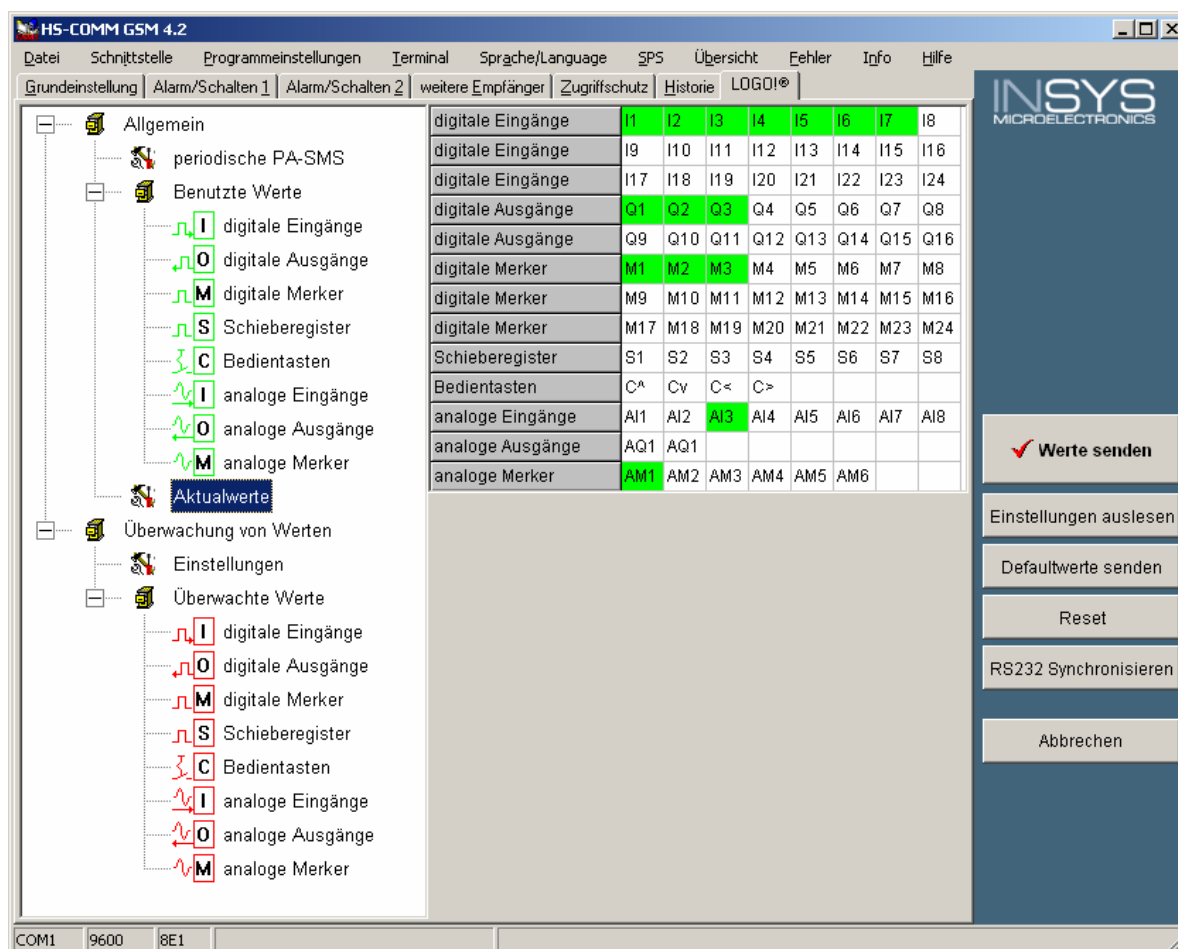 HS-COMM GSM 4.2
Datei Schnittstelle Programmeinstellungen Terminal Sprache/Language SPS Übersicht Fehler Info Hilfe
Grundeinstellung Alarm/Schalten 1 Alarm/Schalten 2 weitere Empfänger Zugriffschutz Historie LOGO!®
INSYS
MICROELECTRONICS
Allgemein
periodische PA-SMS
Benutzte Werte
I digitale Eingänge
O digitale Ausgänge
M digitale Merker
S Schieberegister
C Bedientasten
I analoge Eingänge
O analoge Ausgänge
M analoge Merker
Aktualwerte
Überwachung von Werten
Einstellungen
Überwachte Werte
I digitale Eingänge
O digitale Ausgänge
M digitale Merker
S Schieberegister
C Bedientasten
I analoge Eingänge
O analoge Ausgänge
M analoge Merker
digitale Eingänge I1 I2 I3 I4 I5 I6 I7 I8
digitale Eingänge I9 I10 I11 I12 I13 I14 I15 I16
digitale Eingänge I17 I18 I19 I20 I21 I22 I23 I24
digitale Ausgänge Q1 Q2 Q3 Q4 Q5 Q6 Q7 Q8
digitale Ausgänge Q9 Q10 Q11 Q12 Q13 Q14 Q15 Q16
digitale Merker M1 M2 M3 M4 M5 M6 M7 M8
digitale Merker M9 M10 M11 M12 M13 M14 M15 M16
digitale Merker M17 M18 M19 M20 M21 M22 M23 M24
Schieberegister S1 S2 S3 S4 S5 S6 S7 S8
Bedientasten C^ Cv C< C>
analoge Eingänge AI1 AI2 AI3 AI4 AI5 AI6 AI7 AI8
analoge Ausgänge AQ1 AQ1
analoge Merker AM1 AM2 AM3 AM4 AM5 AM6
Werte senden
Einstellungen auslesen
Defaultwerte senden
Reset
RS232 Synchronisieren
Abbrechen
COM1 9600 8E1